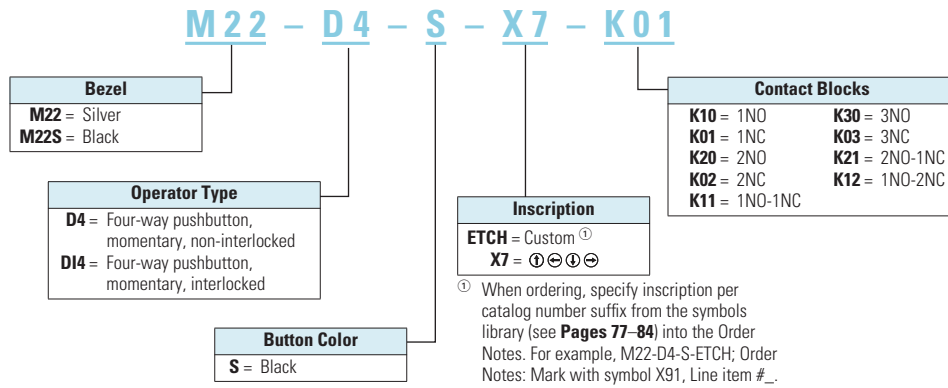 M22 – D4 – S – X7 – K01
Bezel
M22 = Silver
M22S = Black
Operator Type
D4 = Four-way pushbutton,
momentary, non-interlocked
DI4 = Four-way pushbutton,
momentary, interlocked
Button Color
S = Black
Inscription
ETCH = Custom ①
X7 = ⬆ ⬅ ⬇ ➡
① When ordering, specify inscription per
catalog number suffix from the symbols
library (see Pages 77–84) into the Order
Notes. For example, M22-D4-S-ETCH; Order
Notes: Mark with symbol X91, Line item #_.
Contact Blocks
K10 = 1NO
K01 = 1NC
K20 = 2NO
K02 = 2NC
K11 = 1NO-1NC
K30 = 3NO
K03 = 3NC
K21 = 2NO-1NC
K12 = 1NO-2NC